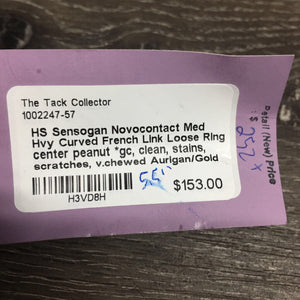 The Tack Collector
1002247-57
HS Sensogan Novocontact Med
Hvy Curved French Link Loose Ring
center peanut *gc, clean, stains,
scratches, v.chewed Aurigan/Gold
5.5"
$153.00
H3VD8H
Retail (New) Price
$: 252 x